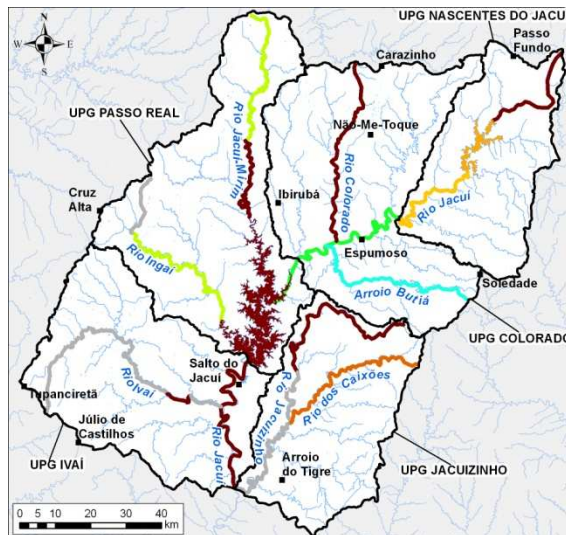 UPG NASCENTES DO JACUÍ
Passo
Fundo
N
W E
S
Carazinho
UPG PASSO REAL
Não-Me-Toque
Rio Jacuí-Mirim
Rio Colorado
Ibirubá
Cruz
Alta
Rio Jacuí
Espumoso
Rio Ingaí
Soledade
Arroio Buriá
UPG COLORADO
Salto do
Jacuí
Rio Ivaí
Rio Jacuizinho
Rio dos Caixões
Tupanciretã
Júlio de
Castilhos
Rio Jacuí
Arroio
do Tigre
UPG IVAÍ
UPG JACUIZINHO
0 5 10 20 30 40
km